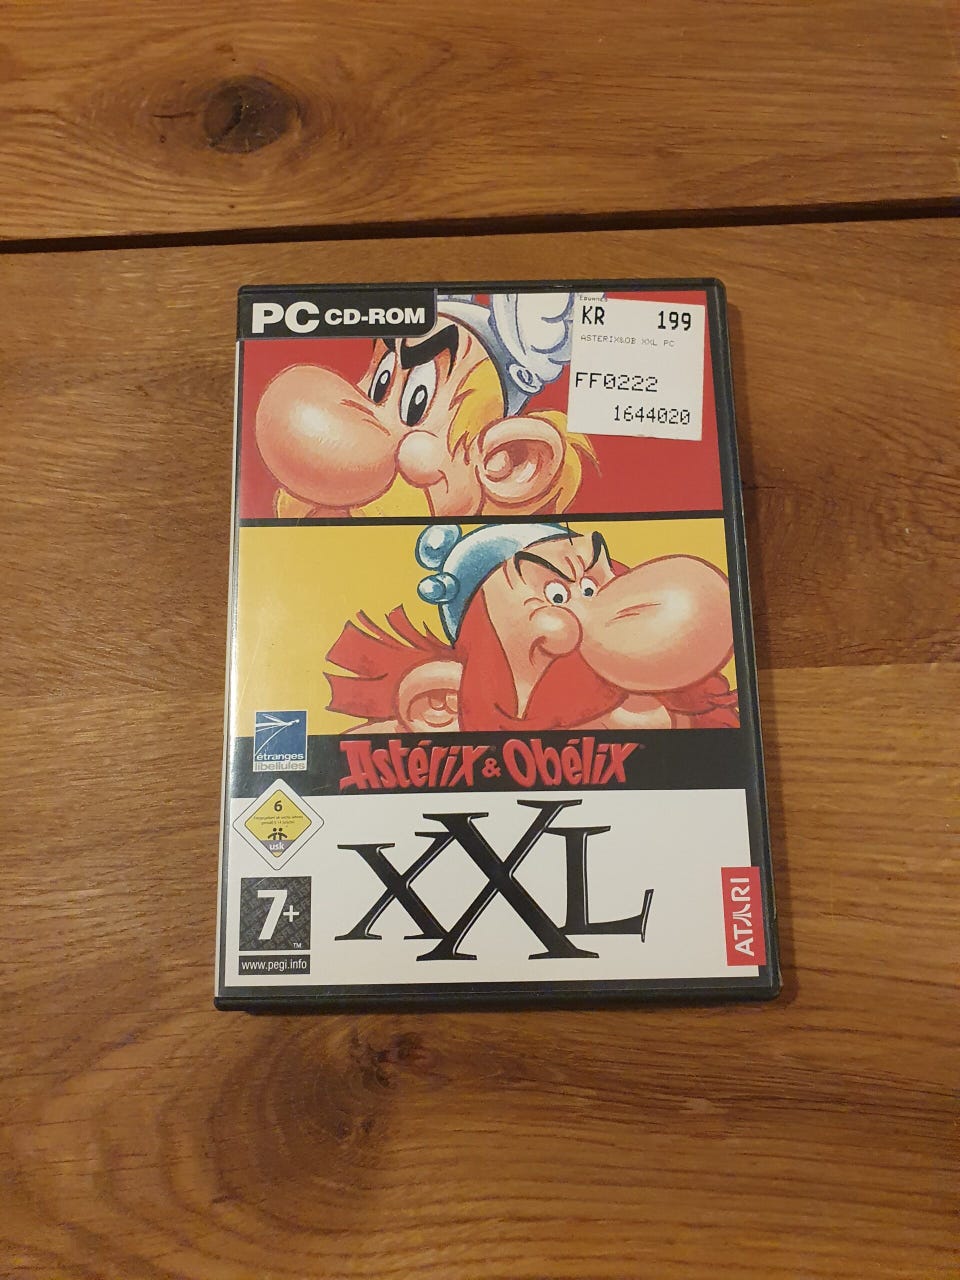 PC CD-ROM
KR 199
ASTERIX&OB XXL PC
FF0222
1644020
étranges
libellules
Astérix & Obélix
XXL
6
usk
7+
TM
www.pegi.info
ATARI